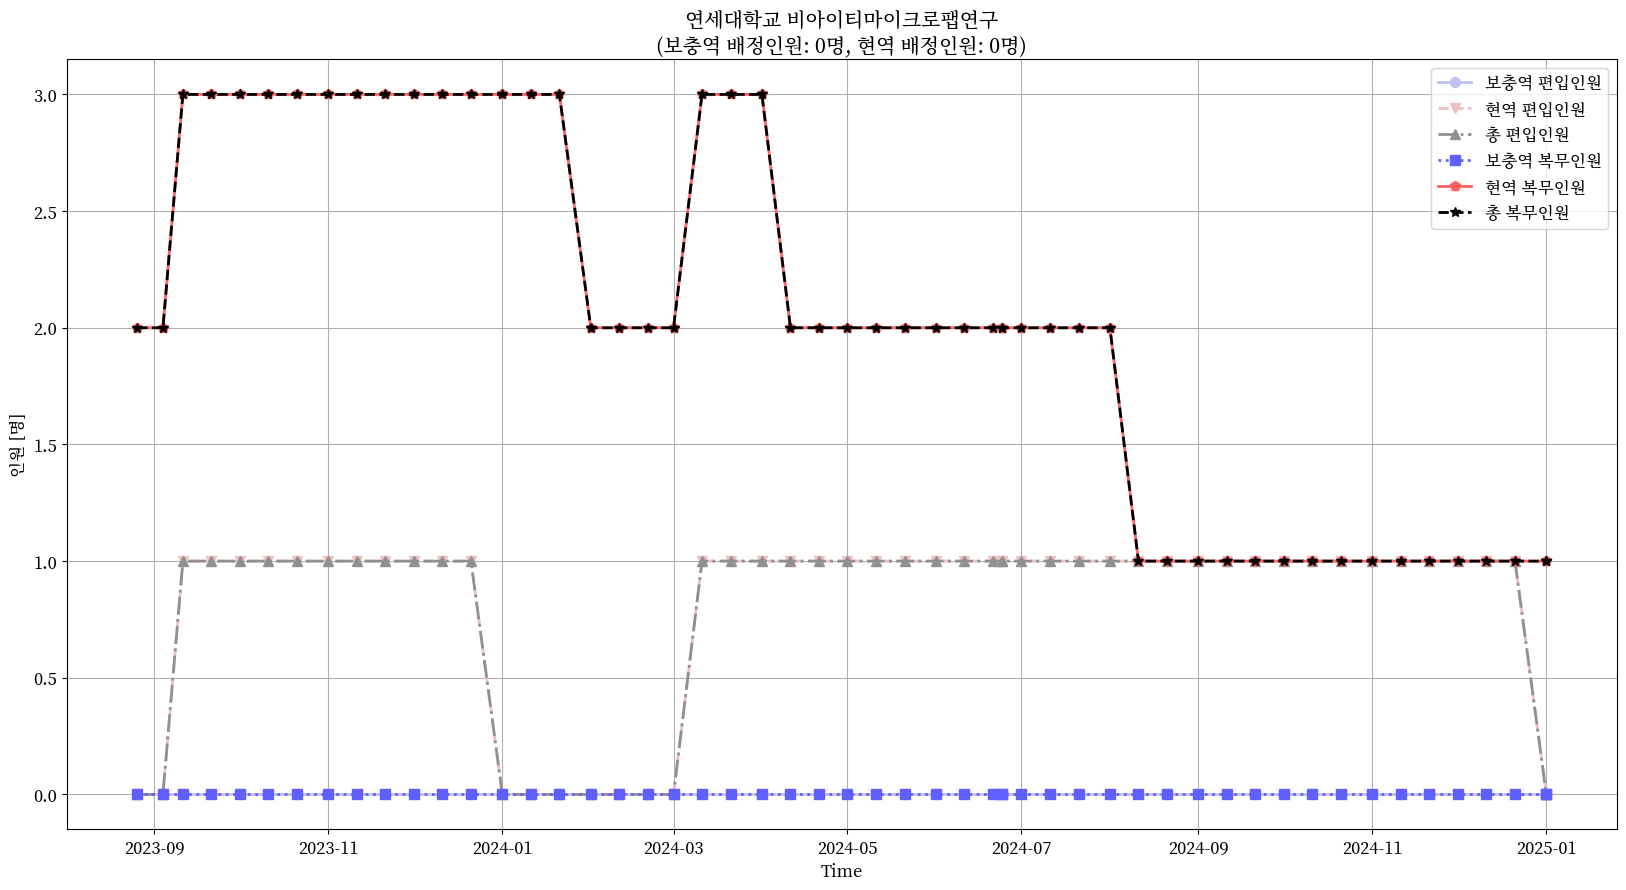 연세대학교 비아이티마이크로팹연구
(보충역 배정인원: 0명, 현역 배정인원: 0명)
보충역 편입인원
현역 편입인원
총 편입인원
보충역 복무인원
현역 복무인원
총 복무인원
3.0
2.5
2.0
1.5
1.0
0.5
0.0
인원 [명]
2023-09
2023-11
2024-01
2024-03
2024-05
2024-07
2024-09
2024-11
2025-01
Time